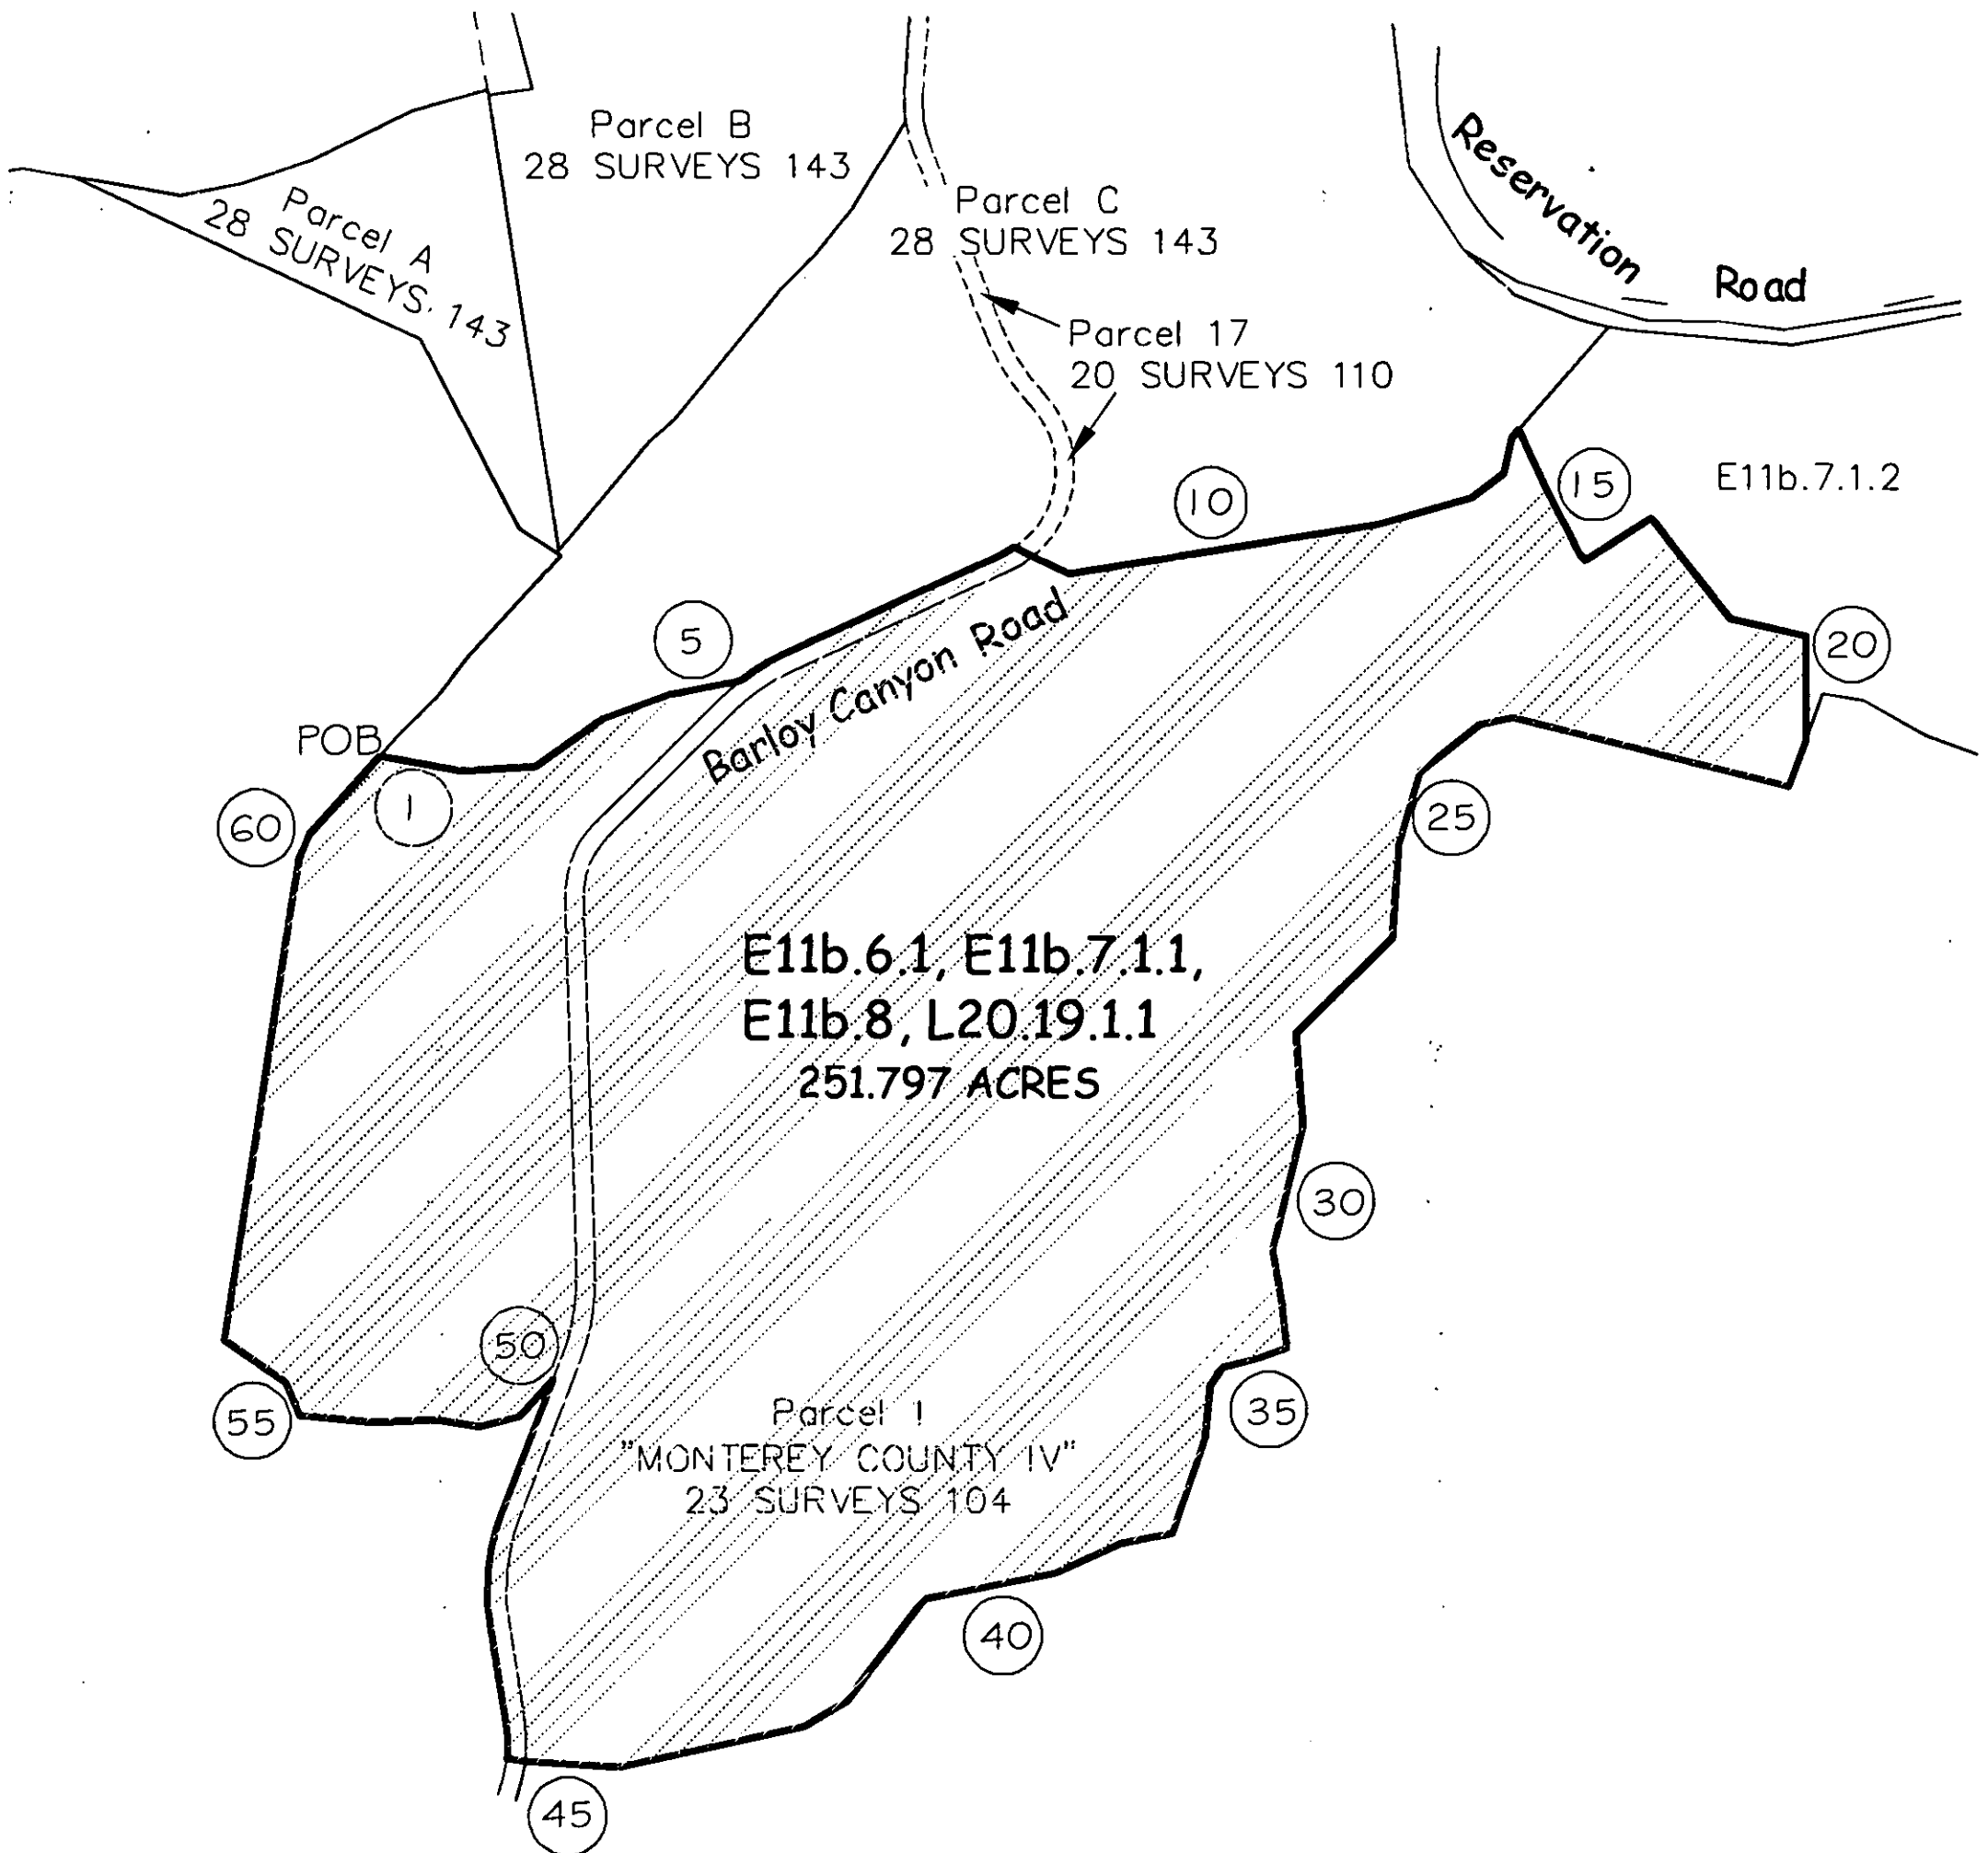 Parcel B
28 SURVEYS 143
Parcel A
28 SURVEYS 143
Parcel C
28 SURVEYS 143
Reservation Road
Parcel 17
20 SURVEYS 110
10
15
E11b.7.1.2
5
20
Barloy Canyon Road
POB
1
60
25
E11b.6.1, E11b.7.1.1,
E11b.8, L20.19.1.1
251.797 ACRES
30
50
55
35
Parcel 1
"MONTEREY COUNTY IV"
23 SURVEYS 104
40
45